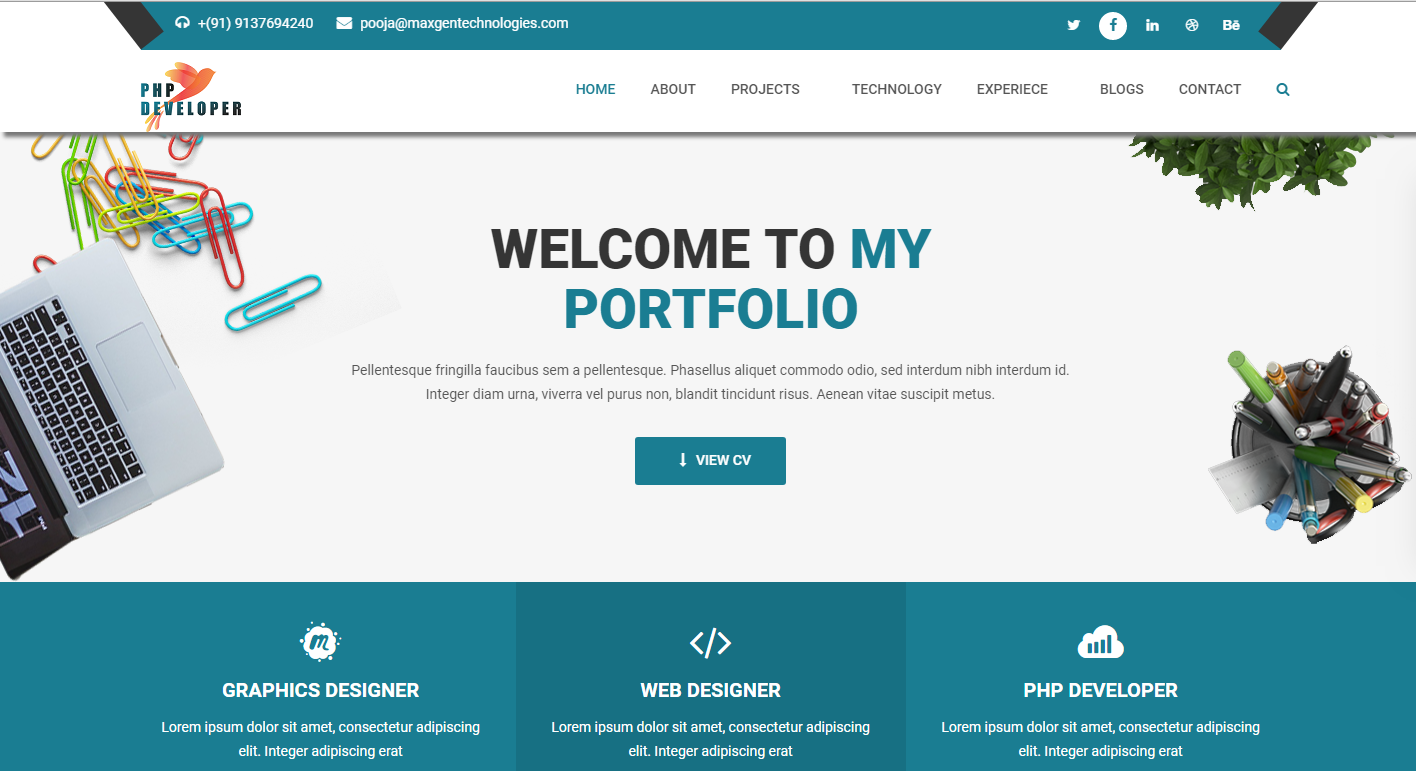 +(91) 9137694240 pooja@maxgentechnologies.com Bē
PHP
DEVELOPER
HOME ABOUT PROJECTS TECHNOLOGY EXPERIECE BLOGS CONTACT
WELCOME TO MY
PORTFOLIO
Pellentesque fringilla faucibus sem a pellentesque. Phasellus aliquet commodo odio, sed interdum nibh interdum id.
Integer diam urna, viverra vel purus non, blandit tincidunt risus. Aenean vitae suscipit metus.
VIEW CV
GRAPHICS DESIGNER
Lorem ipsum dolor sit amet, consectetur adipiscing
elit. Integer adipiscing erat
WEB DESIGNER
Lorem ipsum dolor sit amet, consectetur adipiscing
elit. Integer adipiscing erat
PHP DEVELOPER
Lorem ipsum dolor sit amet, consectetur adipiscing
elit. Integer adipiscing erat